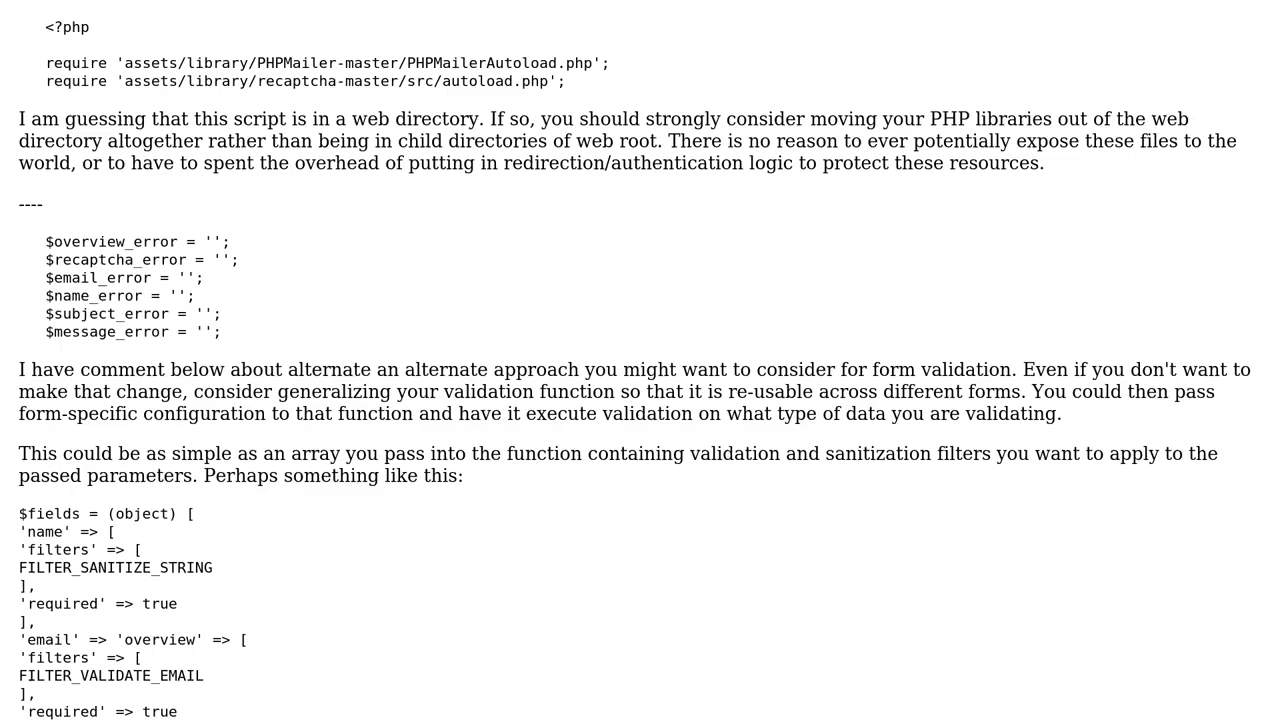 <?php
require 'assets/library/PHPMailer-master/PHPMailerAutoload.php';
require 'assets/library/recaptcha-master/src/autoload.php';
I am guessing that this script is in a web directory. If so, you should strongly consider moving your PHP libraries out of the web
directory altogether rather than being in child directories of web root. There is no reason to ever potentially expose these files to the
world, or to have to spent the overhead of putting in redirection/authentication logic to protect these resources.
----
$overview_error = '';
$recaptcha_error = '';
$email_error = '';
$name_error = '';
$subject_error = '';
$message_error = '';
I have comment below about alternate an alternate approach you might want to consider for form validation. Even if you don't want to
make that change, consider generalizing your validation function so that it is re-usable across different forms. You could then pass
form-specific configuration to that function and have it execute validation on what type of data you are validating.
This could be as simple as an array you pass into the function containing validation and sanitization filters you want to apply to the
passed parameters. Perhaps something like this:
$fields = (object) [
'name' => [
'filters' => [
FILTER_SANITIZE_STRING
],
'required' => true
],
'email' => 'overview' => [
'filters' => [
FILTER_VALIDATE_EMAIL
],
'required' => true